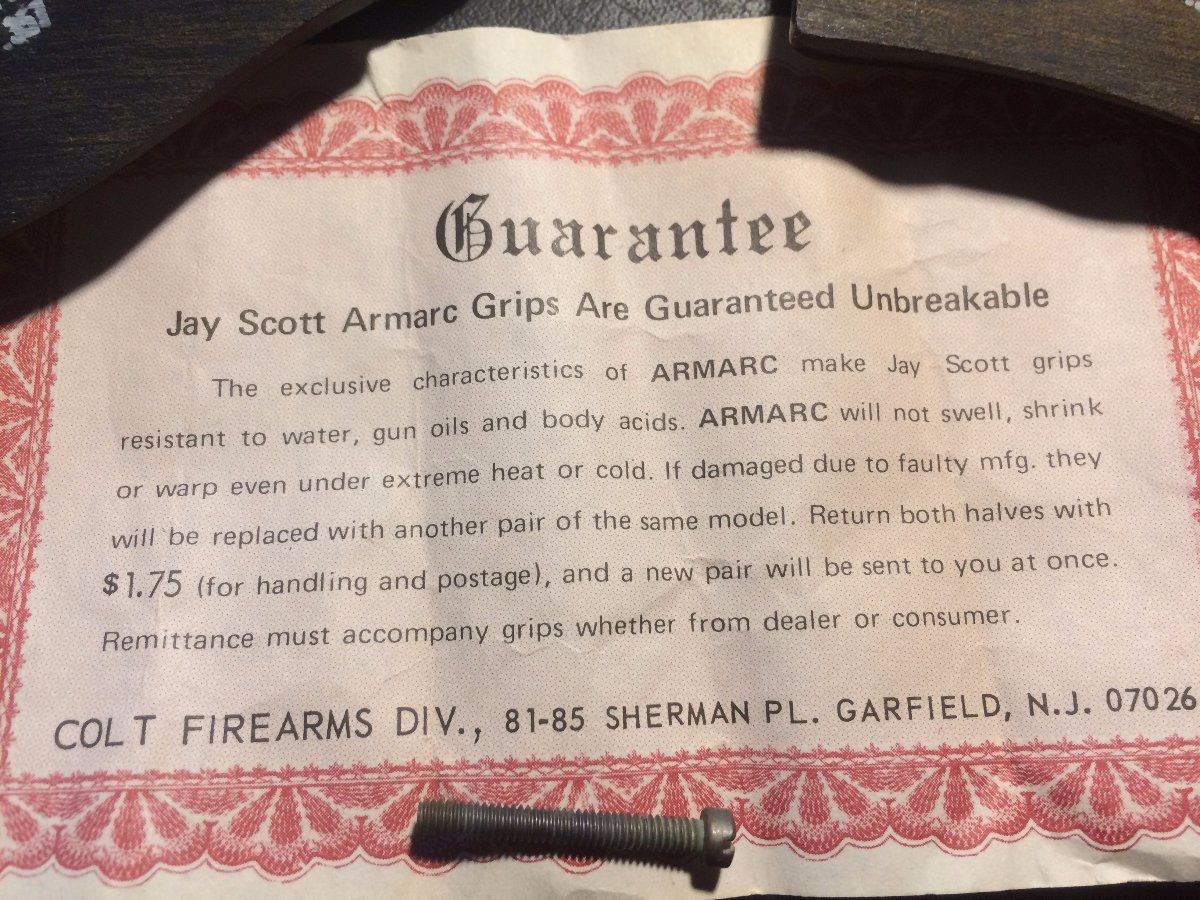 Guarantee
Jay Scott Armarc Grips Are Guaranteed Unbreakable
The exclusive characteristics of ARMARC make Jay Scott grips
resistant to water, gun oils and body acids. ARMARC will not swell, shrink
or warp even under extreme heat or cold. If damaged due to faulty mfg. they
will be replaced with another pair of the same model. Return both halves with
$1.75 (for handling and postage), and a new pair will be sent to you at once.
Remittance must accompany grips whether from dealer or consumer.
COLT FIREARMS DIV., 81-85 SHERMAN PL. GARFIELD, N.J. 07026